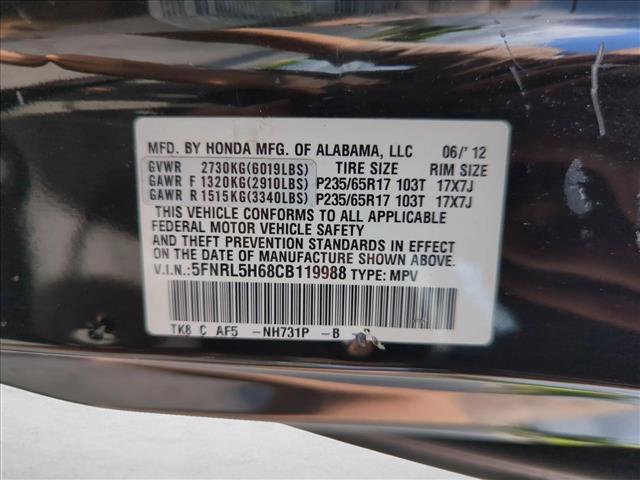 MFD. BY HONDA MFG. OF ALABAMA, LLC 06/'12
GVWR 2730KG(6019LBS) TIRE SIZE RIM SIZE
GAWR F 1320KG(2910LBS) P235/65R17 103T 17X7J
GAWR R 1515KG(3340LBS) P235/65R17 103T 17X7J
THIS VEHICLE CONFORMS TO ALL APPLICABLE
FEDERAL MOTOR VEHICLE SAFETY
AND THEFT PREVENTION STANDARDS IN EFFECT
ON THE DATE OF MANUFACTURE SHOWN ABOVE.
V.I.N.: 5FNRL5H68CB119988 TYPE: MPV
TK8 C AF5 -NH731P -B